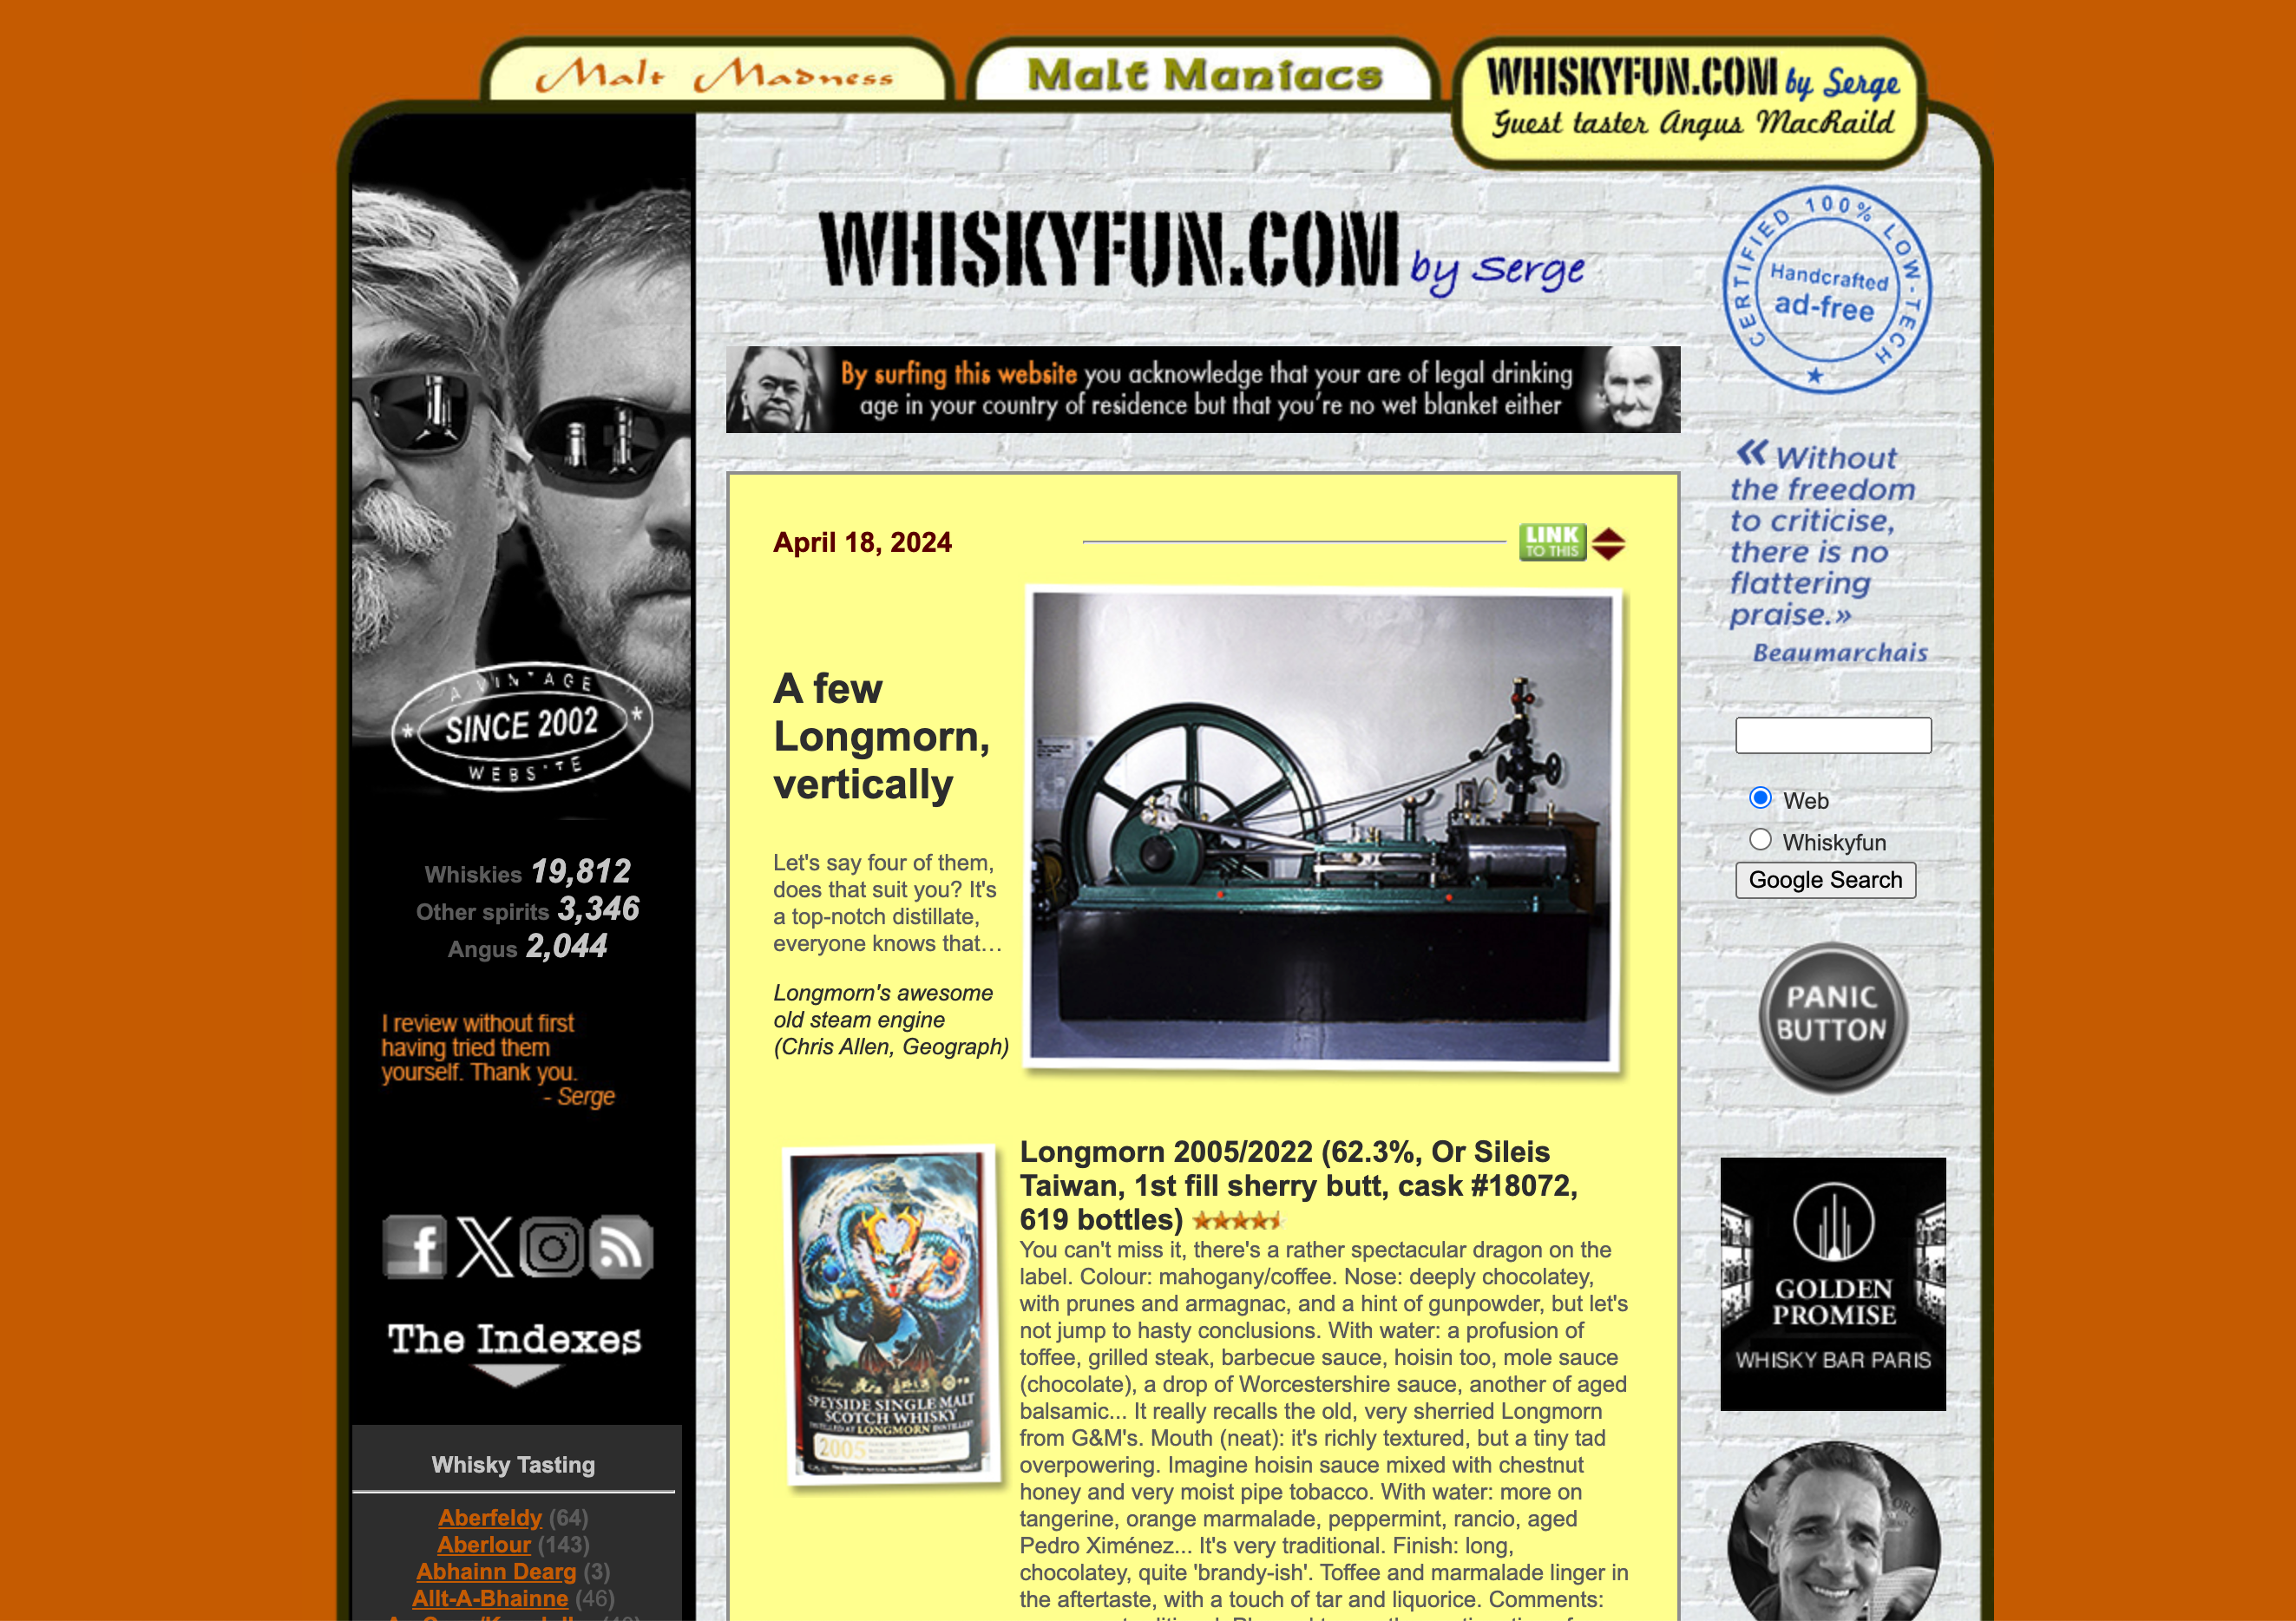 Malt Madness
Malt Maniacs
WHISKYFUN.COM by Serge
Guest taster Angus MacRaild
A VINTAGE
SINCE 2002
WEBSITE
Whiskies 19,812
Other spirits 3,346
Angus 2,044
I review without first
having tried them
yourself. Thank you.
- Serge
The Indexes
Whisky Tasting
Aberfeldy (64)
Aberlour (143)
Abhainn Dearg (3)
Allt-A-Bhainne (46)
WHISKYFUN.COM by Serge
By surfing this website you acknowledge that your are of legal drinking
age in your country of residence but that you're no wet blanket either
April 18, 2024
LINK
TO THIS
A few
Longmorn,
vertically
Let's say four of them,
does that suit you? It's
a top-notch distillate,
everyone knows that…
Longmorn's awesome
old steam engine
(Chris Allen, Geograph)
SPEYSIDE SINGLE MALT
SCOTCH WHISKY
LONGMORN
2005
Longmorn 2005/2022 (62.3%, Or Sileis
Taiwan, 1st fill sherry butt, cask #18072,
619 bottles)
You can't miss it, there's a rather spectacular dragon on the
label. Colour: mahogany/coffee. Nose: deeply chocolatey,
with prunes and armagnac, and a hint of gunpowder, but let's
not jump to hasty conclusions. With water: a profusion of
toffee, grilled steak, barbecue sauce, hoisin too, mole sauce
(chocolate), a drop of Worcestershire sauce, another of aged
balsamic... It really recalls the old, very sherried Longmorn
from G&M's. Mouth (neat): it's richly textured, but a tiny tad
overpowering. Imagine hoisin sauce mixed with chestnut
honey and very moist pipe tobacco. With water: more on
tangerine, orange marmalade, peppermint, rancio, aged
Pedro Ximénez... It's very traditional. Finish: long,
chocolatey, quite 'brandy-ish'. Toffee and marmalade linger in
the aftertaste, with a touch of tar and liquorice. Comments:
CERTIFIED 100% LOW-TECH
Handcrafted
ad-free
« Without
the freedom
to criticise,
there is no
flattering
praise.»
Beaumarchais
Web
Whiskyfun
Google Search
PANIC
BUTTON
GOLDEN
PROMISE
WHISKY BAR PARIS